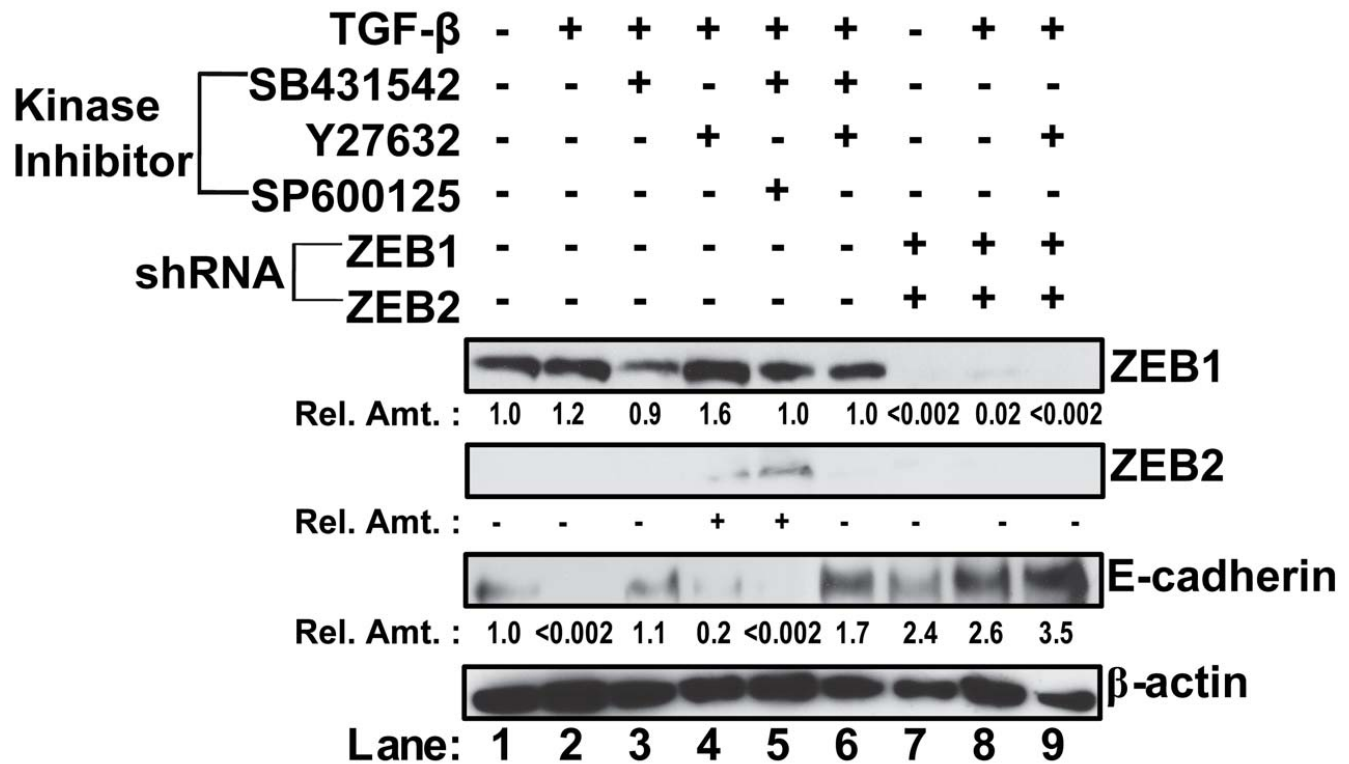 TGF-β - + + + + + - + +
Kinase Inhibitor
SB431542 - - + - + + - - -
Y27632 - - - + - + - - +
SP600125 - - - - + - - - -
shRNA
ZEB1 - - - - - - + + +
ZEB2 - - - - - - + + +
ZEB1
Rel. Amt. : 1.0 1.2 0.9 1.6 1.0 1.0 <0.002 0.02 <0.002
ZEB2
Rel. Amt. : - - - + + - - - -
E-cadherin
Rel. Amt. : 1.0 <0.002 1.1 0.2 <0.002 1.7 2.4 2.6 3.5
β-actin
Lane: 1 2 3 4 5 6 7 8 9